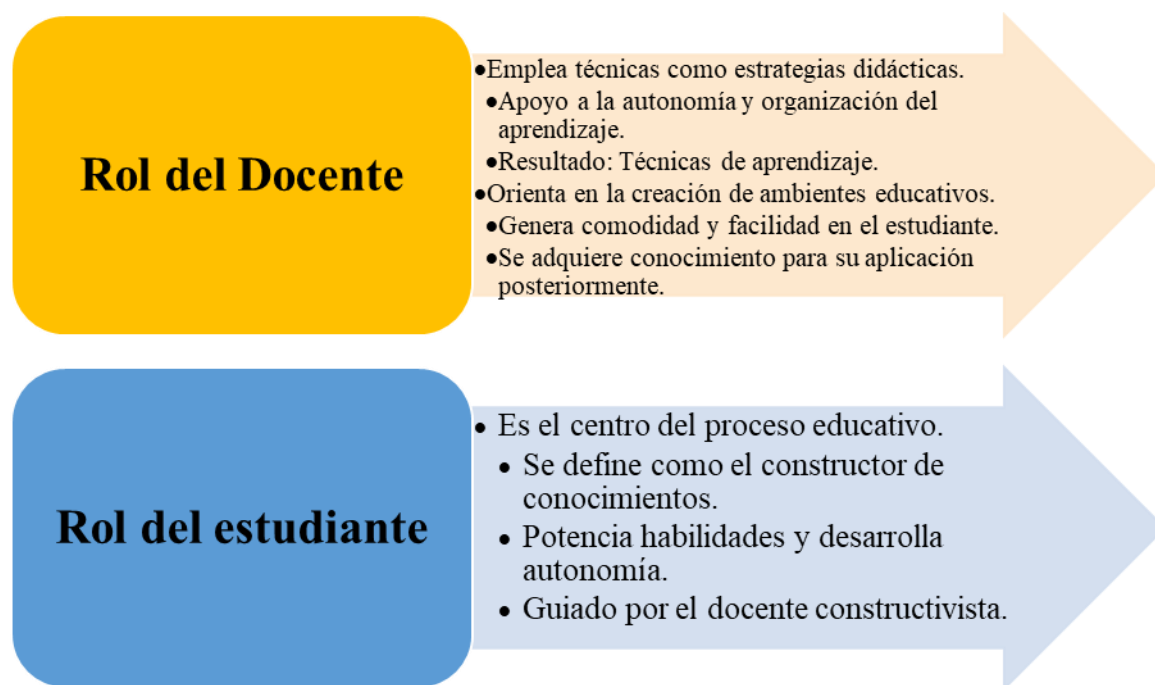 Rol del Docente
•Emplea técnicas como estrategias didácticas.
•Apoyo a la autonomía y organización del
aprendizaje.
•Resultado: Técnicas de aprendizaje.
•Orienta en la creación de ambientes educativos.
•Genera comodidad y facilidad en el estudiante.
•Se adquiere conocimiento para su aplicación
posteriormente.
Rol del estudiante
• Es el centro del proceso educativo.
• Se define como el constructor de
conocimientos.
• Potencia habilidades y desarrolla
autonomía.
• Guiado por el docente constructivista.